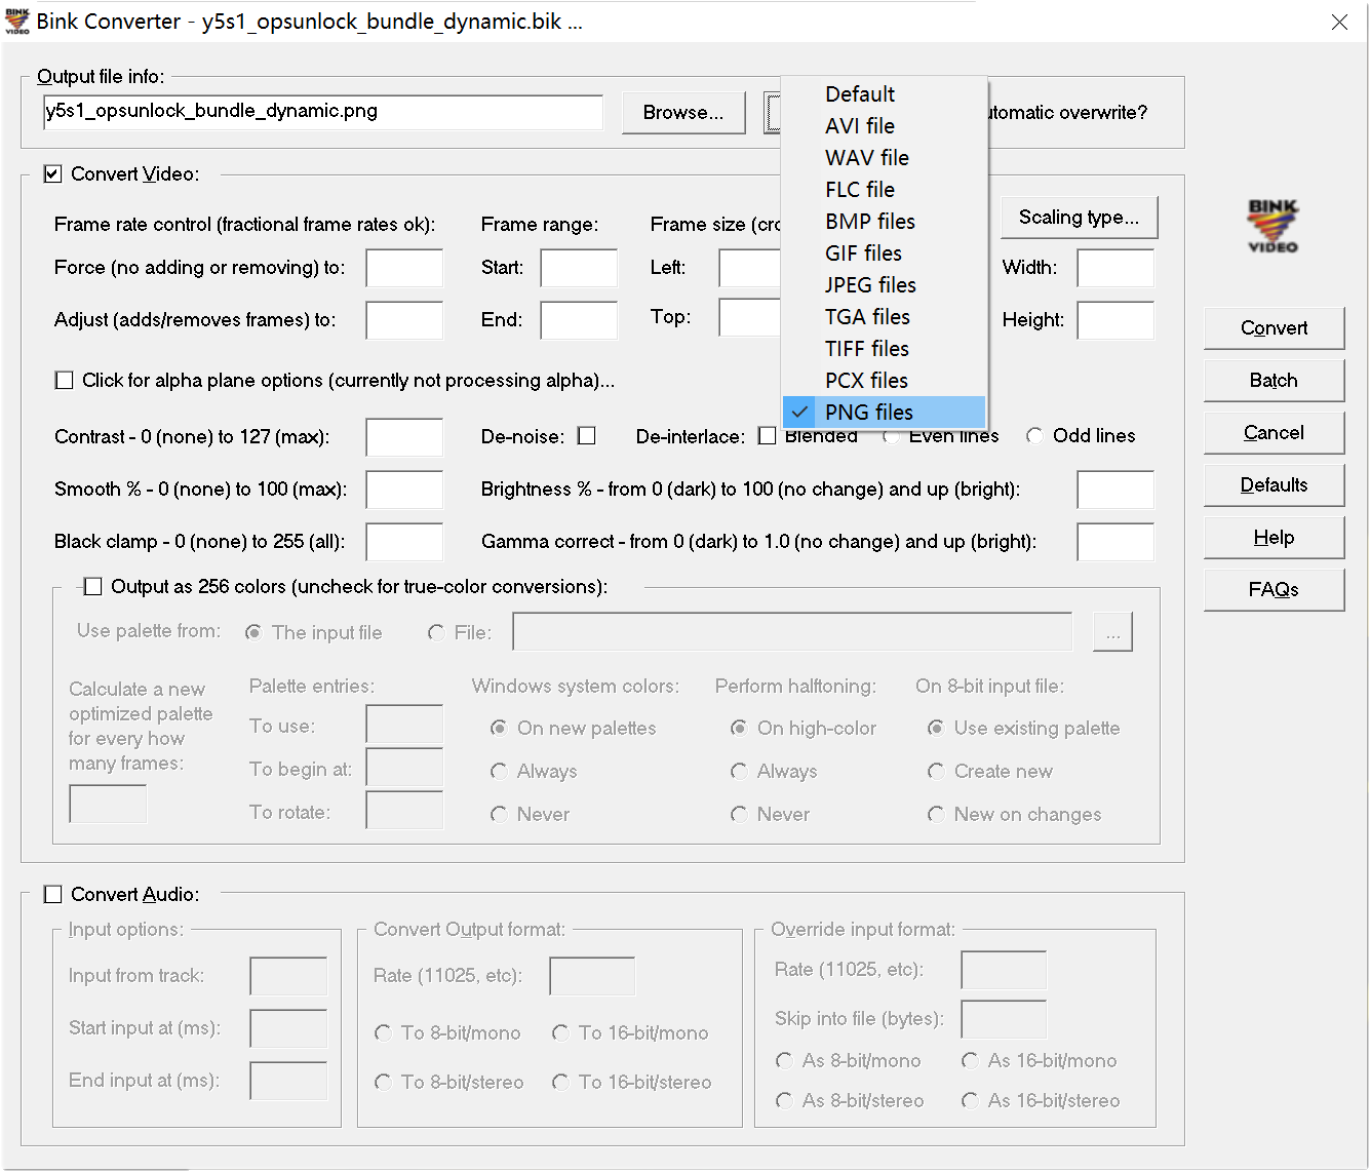 Bink Converter - y5s1_opsunlock_bundle_dynamic.bik ...
Output file info:
y5s1_opsunlock_bundle_dynamic.png
Browse...
utomatic overwrite?
Default
AVI file
WAV file
FLC file
BMP files
GIF files
JPEG files
TGA files
TIFF files
PCX files
PNG files
Convert Video:
Frame rate control (fractional frame rates ok):
Frame range:
Frame size (cro
Scaling type...
Force (no adding or removing) to:
Start:
Left:
Width:
Adjust (adds/removes frames) to:
End:
Top:
Height:
Click for alpha plane options (currently not processing alpha)...
Contrast - 0 (none) to 127 (max):
De-noise:
De-interlace:
Blended
Even lines
Odd lines
Smooth % - 0 (none) to 100 (max):
Brightness % - from 0 (dark) to 100 (no change) and up (bright):
Black clamp - 0 (none) to 255 (all):
Gamma correct - from 0 (dark) to 1.0 (no change) and up (bright):
Output as 256 colors (uncheck for true-color conversions):
Use palette from:
The input file
File:
...
Calculate a new
optimized palette
for every how
many frames:
Palette entries:
To use:
To begin at:
To rotate:
Windows system colors:
On new palettes
Always
Never
Perform halftoning:
On high-color
Always
Never
On 8-bit input file:
Use existing palette
Create new
New on changes
Convert Audio:
Input options:
Input from track:
Start input at (ms):
End input at (ms):
Convert Output format:
Rate (11025, etc):
To 8-bit/mono
To 16-bit/mono
To 8-bit/stereo
To 16-bit/stereo
Override input format:
Rate (11025, etc):
Skip into file (bytes):
As 8-bit/mono
As 16-bit/mono
As 8-bit/stereo
As 16-bit/stereo
BINK
VIDEO
Convert
Batch
Cancel
Defaults
Help
FAQs